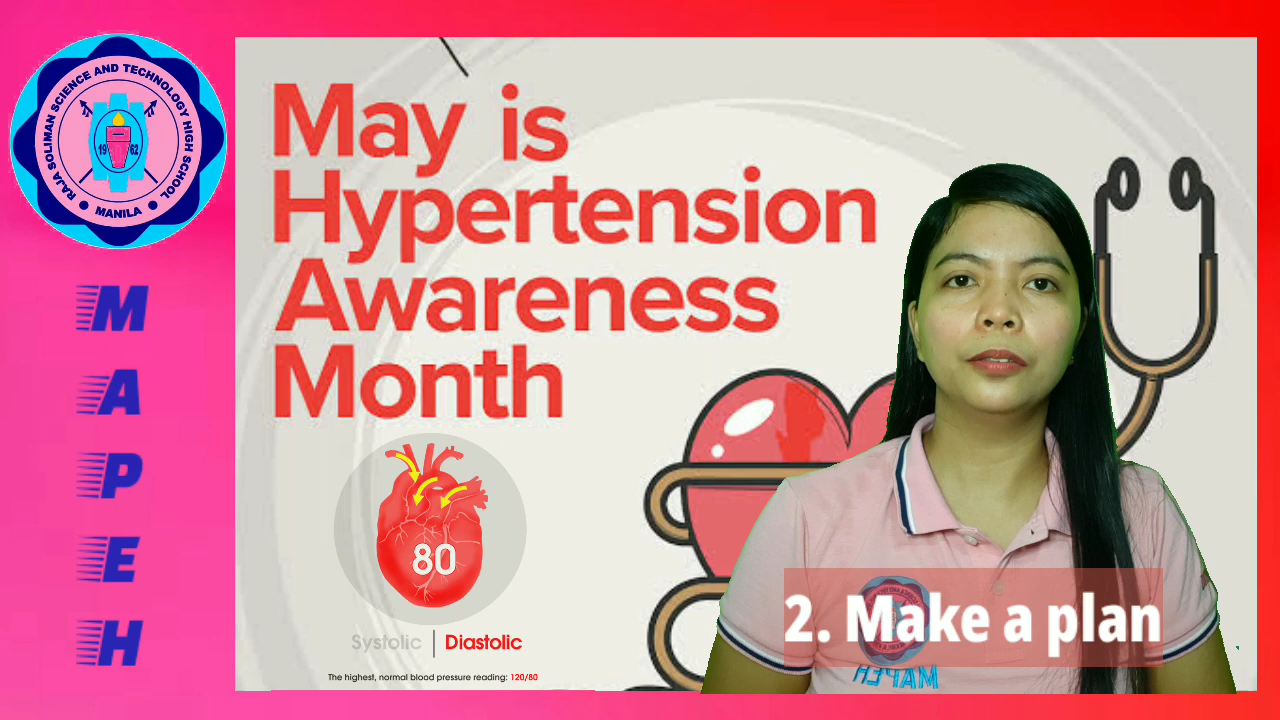 RAJA SOLIMAN SCIENCE AND TECHNOLOGY HIGH SCHOOL
19 62
MANILA
M
A
P
E
H
May is
Hypertension
Awareness
Month
80
Systolic | Diastolic
The highest, normal blood pressure reading: 120/80
2. Make a plan
MAPEH